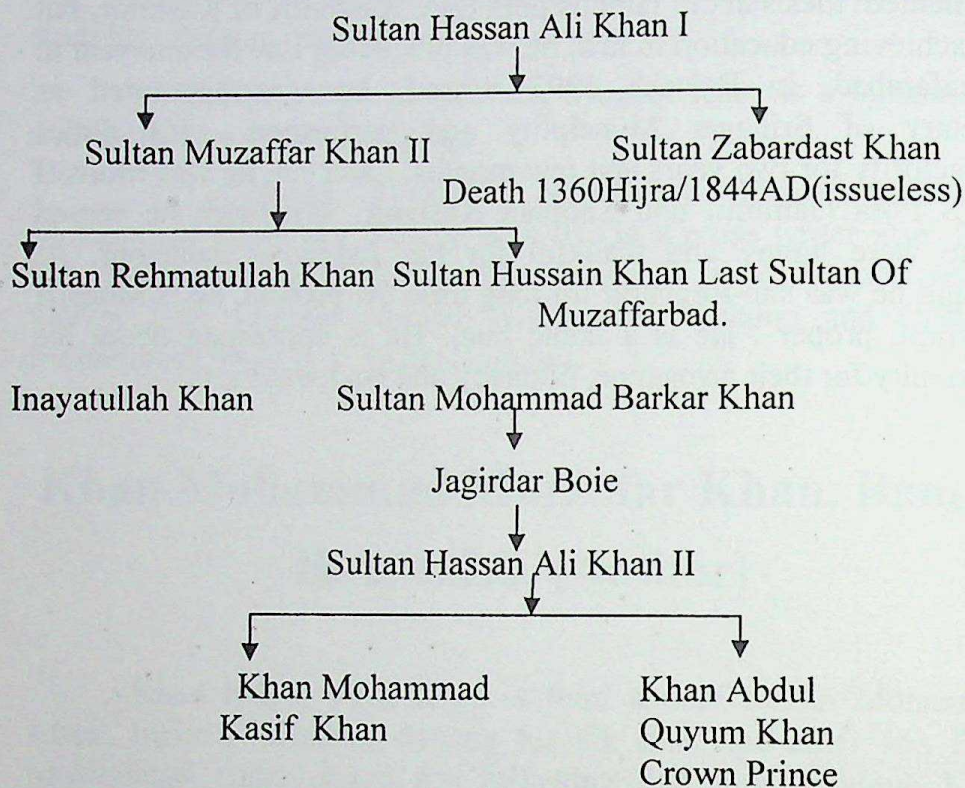 Sultan Hassan Ali Khan I
Sultan Muzaffar Khan II
Sultan Zabardast Khan
Death 1360Hijra/1844AD(issueless)
Sultan Rehmatullah Khan
Sultan Hussain Khan Last Sultan Of
Muzaffarbad.
Inayatullah Khan
Sultan Mohammad Barkar Khan
Jagirdar Boie
Sultan Hassan Ali Khan II
Khan Mohammad
Kasif Khan
Khan Abdul
Quyum Khan
Crown Prince